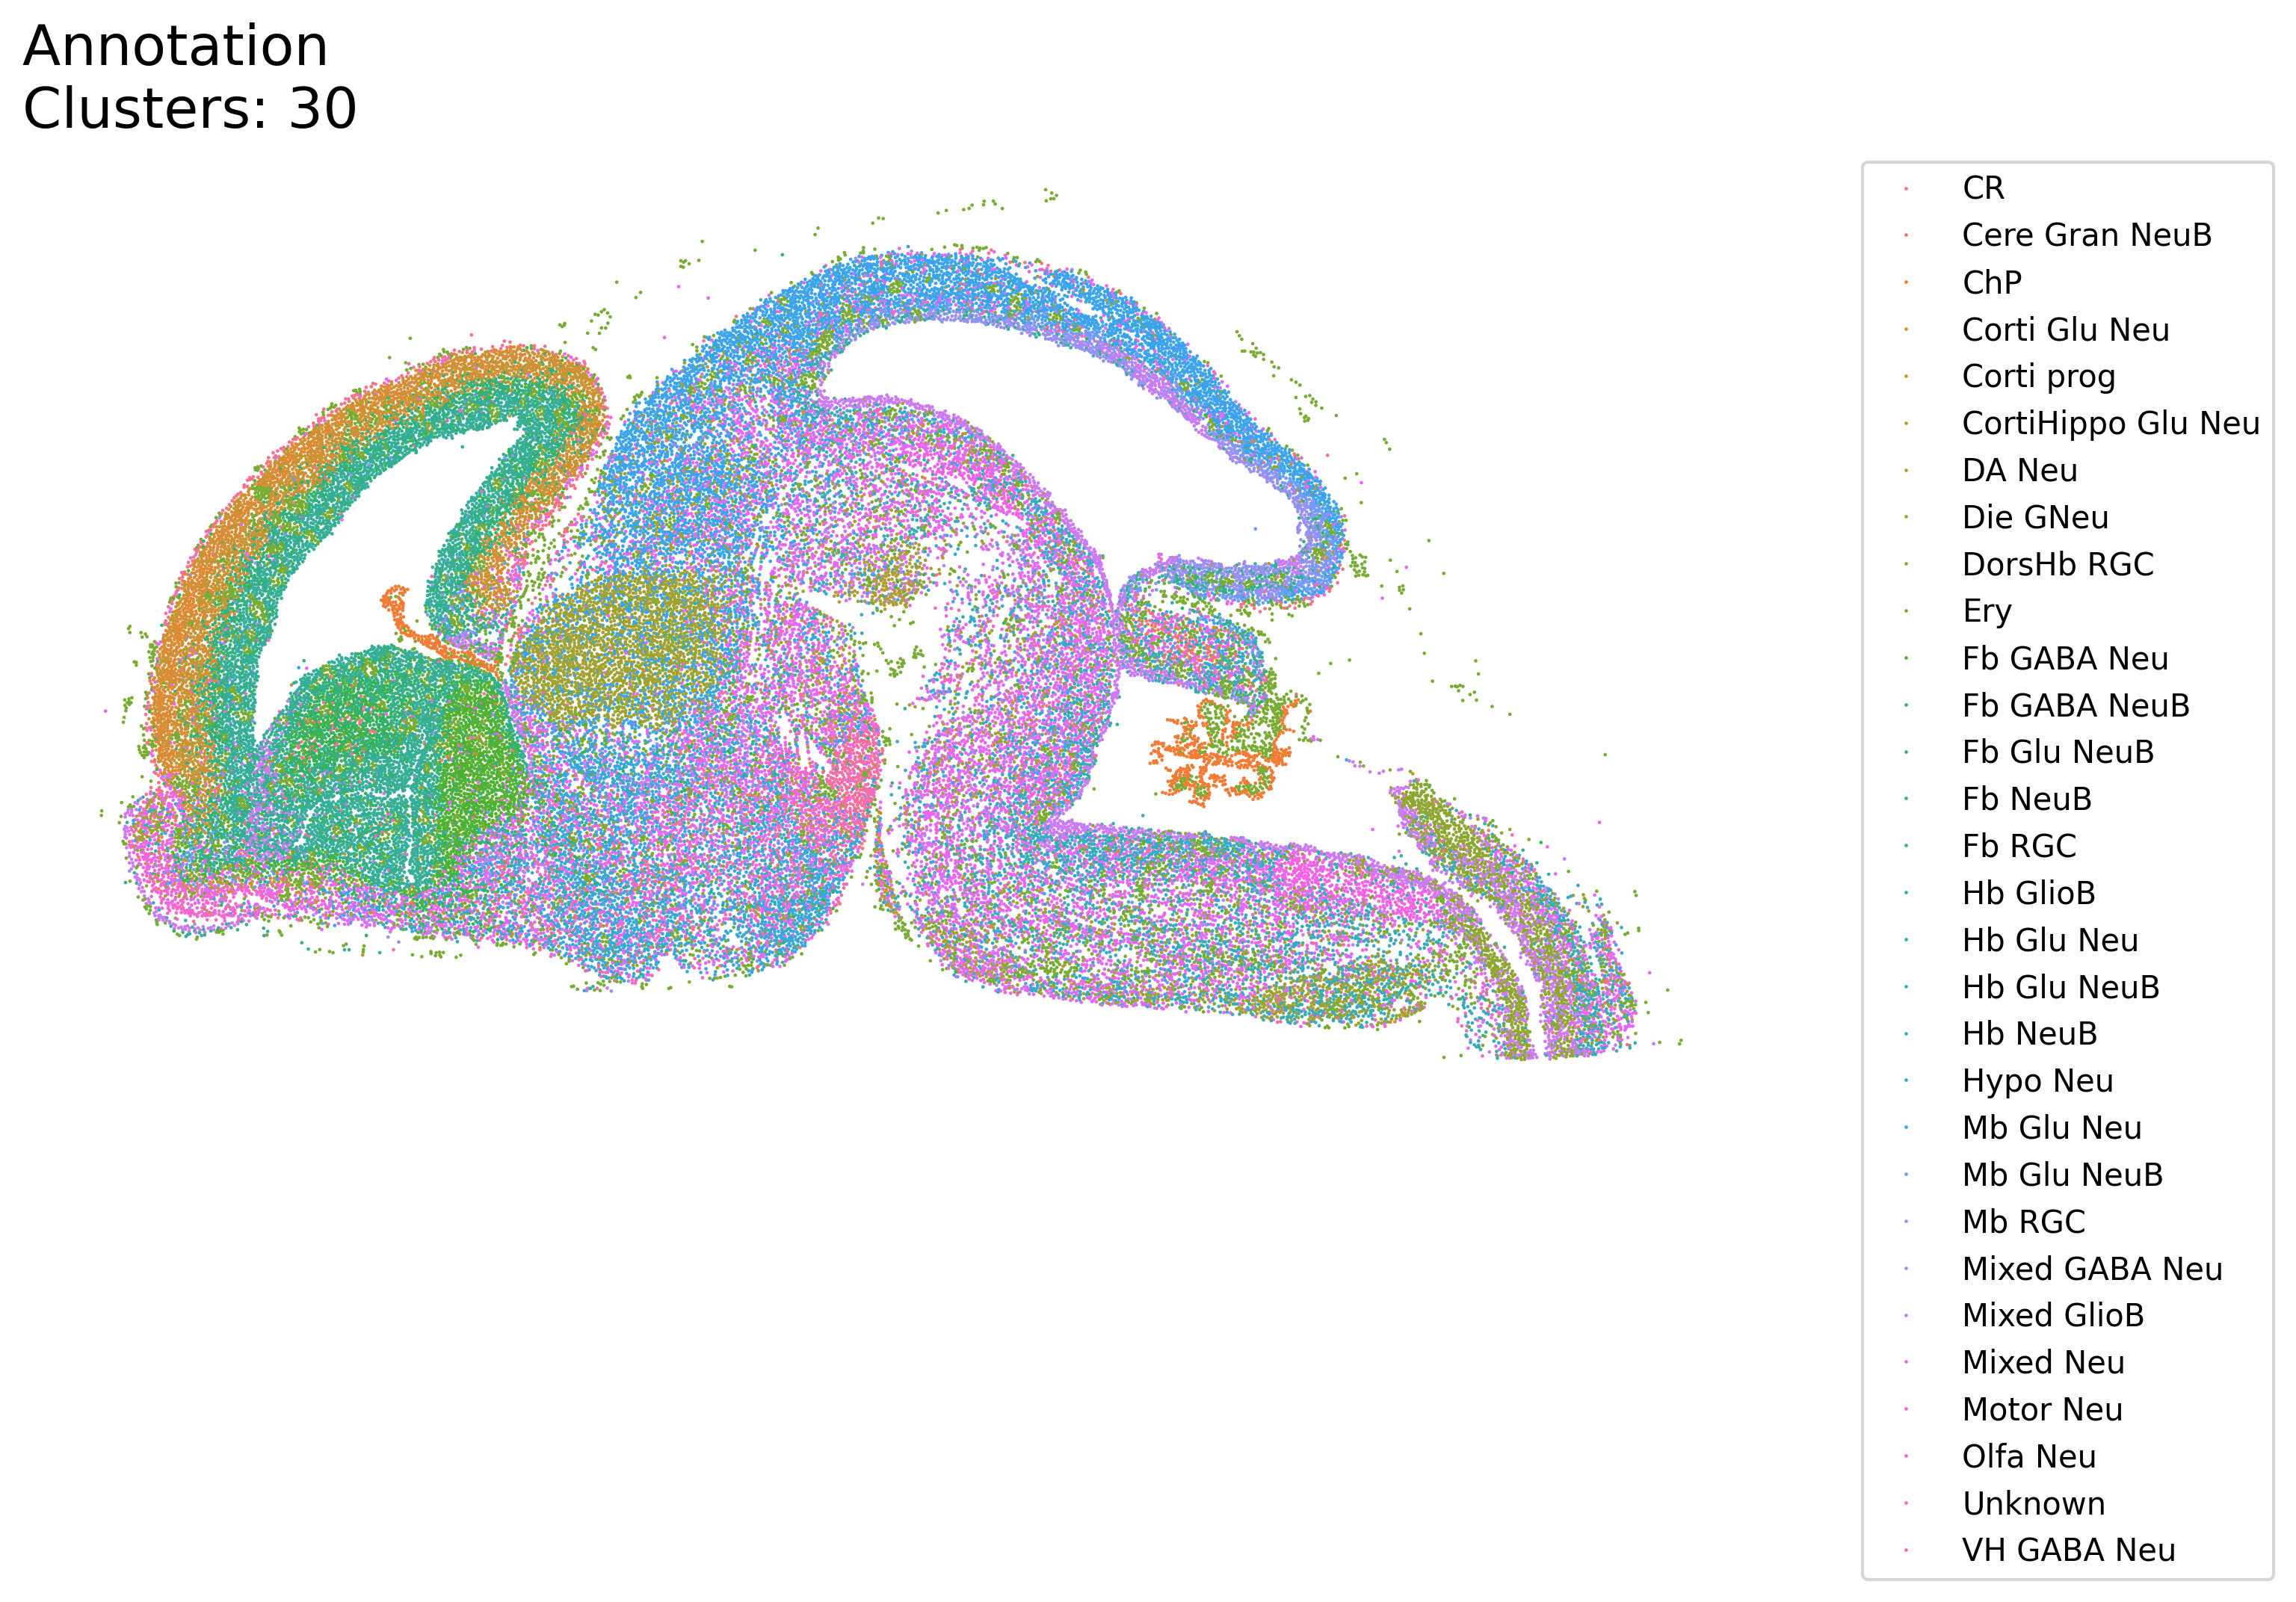 Annotation
Clusters: 30
CR
Cere Gran NeuB
ChP
Corti Glu Neu
Corti prog
CortiHippo Glu Neu
DA Neu
Die GNeu
DorsHb RGC
Ery
Fb GABA Neu
Fb GABA NeuB
Fb Glu NeuB
Fb NeuB
Fb RGC
Hb GlioB
Hb Glu Neu
Hb Glu NeuB
Hb NeuB
Hypo Neu
Mb Glu Neu
Mb Glu NeuB
Mb RGC
Mixed GABA Neu
Mixed GlioB
Mixed Neu
Motor Neu
Olfa Neu
Unknown
VH GABA Neu